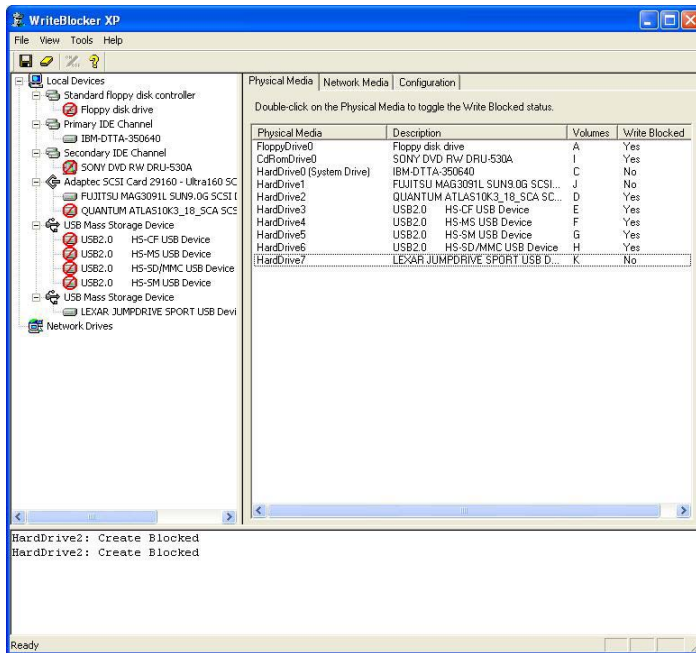 WriteBlocker XP
File View Tools Help
Local Devices
Standard floppy disk controller
Floppy disk drive
Primary IDE Channel
IBM-DTTA-350640
Secondary IDE Channel
SONY DVD RW DRU-530A
Adaptec SCSI Card 29160 - Ultra160 SC
FUJITSU MAG3091L SUN9.0G SCSI
QUANTUM ATLAS10K3_18_SCA SCS
USB Mass Storage Device
USB2.0 HS-CF USB Device
USB2.0 HS-MS USB Device
USB2.0 HS-SD/MMC USB Device
USB2.0 HS-SM USB Device
USB Mass Storage Device
LEXAR JUMPDRIVE SPORT USB Devi
Network Drives
Physical Media Network Media Configuration
Double-click on the Physical Media to toggle the Write Blocked status.
Physical Media Description Volumes Write Blocked
FloppyDrive0 Floppy disk drive A Yes
CdRomDrive0 SONY DVD RW DRU-530A I Yes
HardDrive0 (System Drive) IBM-DTTA-350640 C No
HardDrive1 FUJITSU MAG3091L SUN9.0G SCSI... J No
HardDrive2 QUANTUM ATLAS10K3_18_SCA SC... D Yes
HardDrive3 USB2.0 HS-CF USB Device E Yes
HardDrive4 USB2.0 HS-MS USB Device F Yes
HardDrive5 USB2.0 HS-SM USB Device G Yes
HardDrive6 USB2.0 HS-SD/MMC USB Device H Yes
HardDrive7 LEXAR JUMPDRIVE SPORT USB D... K No
HardDrive2: Create Blocked
HardDrive2: Create Blocked
Ready